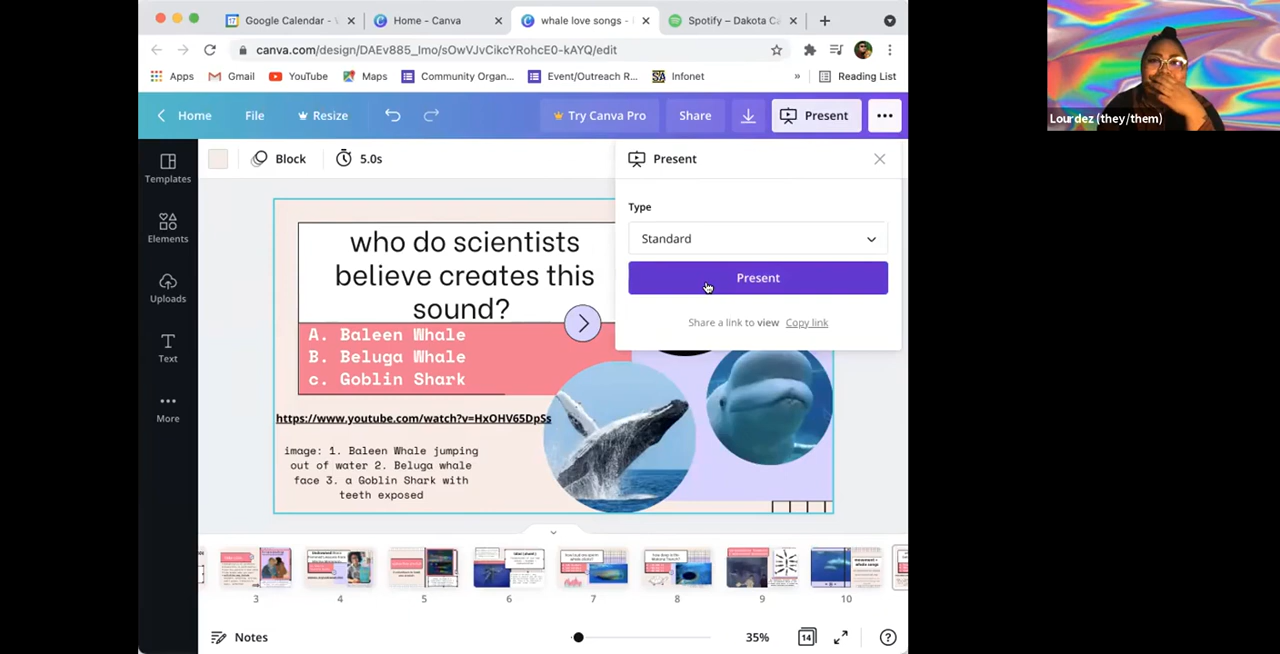 Google Calendar - W
Home - Canva
whale love songs - P
Spotify – Dakota Ca
canva.com/design/DAEv885_lmo/sOwVJvCikcYRohcE0-kAYQ/edit
Apps
Gmail
YouTube
Maps
Community Organ...
Event/Outreach R...
Infonet
»
Reading List
Home
File
Resize
Try Canva Pro
Share
Present
Templates
Elements
Uploads
Text
More
Block
5.0s
Present
Type
Standard
Present
Share a link to view Copy link
who do scientists
believe creates this
sound?
A. Baleen Whale
B. Beluga Whale
c. Goblin Shark
https://www.youtube.com/watch?v=HxOHV65DpSs
image: 1. Baleen Whale jumping
out of water 2. Beluga whale
face 3. a Goblin Shark with
teeth exposed
3
4
5
6
7
8
9
10
Notes
35%
14
Lourdez (they/them)